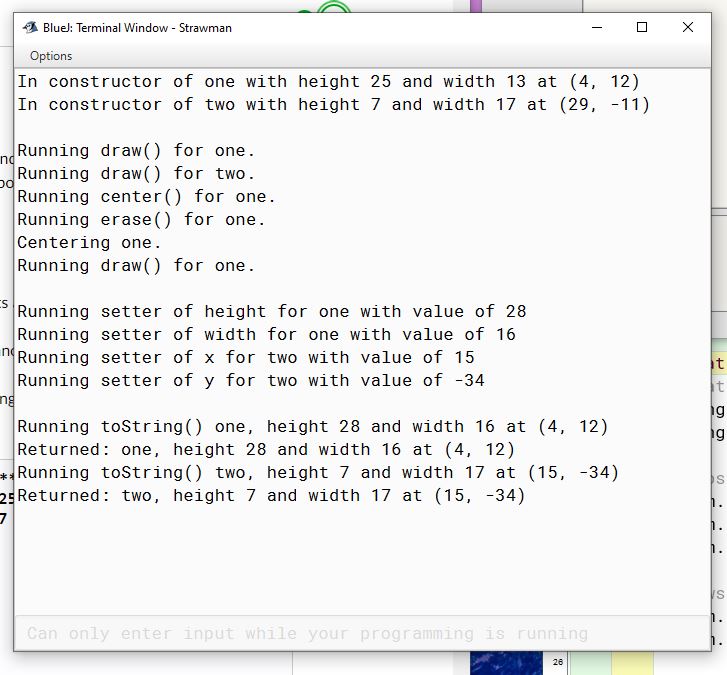 BlueJ: Terminal Window - Strawman
Options
In constructor of one with height 25 and width 13 at (4, 12)
In constructor of two with height 7 and width 17 at (29, -11)
Running draw() for one.
Running draw() for two.
Running center() for one.
Running erase() for one.
Centering one.
Running draw() for one.
Running setter of height for one with value of 28
Running setter of width for one with value of 16
Running setter of x for two with value of 15
Running setter of y for two with value of -34
Running toString() one, height 28 and width 16 at (4, 12)
Returned: one, height 28 and width 16 at (4, 12)
Running toString() two, height 7 and width 17 at (15, -34)
Returned: two, height 7 and width 17 at (15, -34)
Can only enter input while your programming is running
26